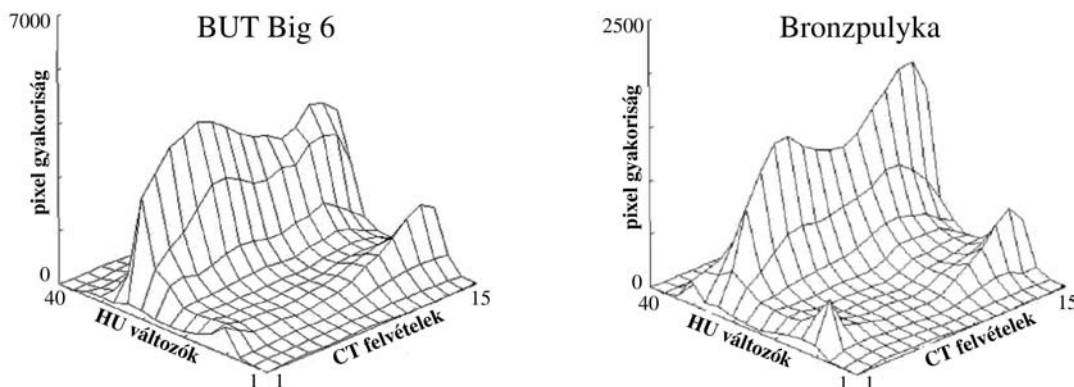 BUT Big 6
7000
pixel gyakoriság
0
40
HU változók
1
1
CT felvételek
15
Bronzpulyka
2500
pixel gyakoriság
0
40
HU változók
1
1
CT felvételek
15